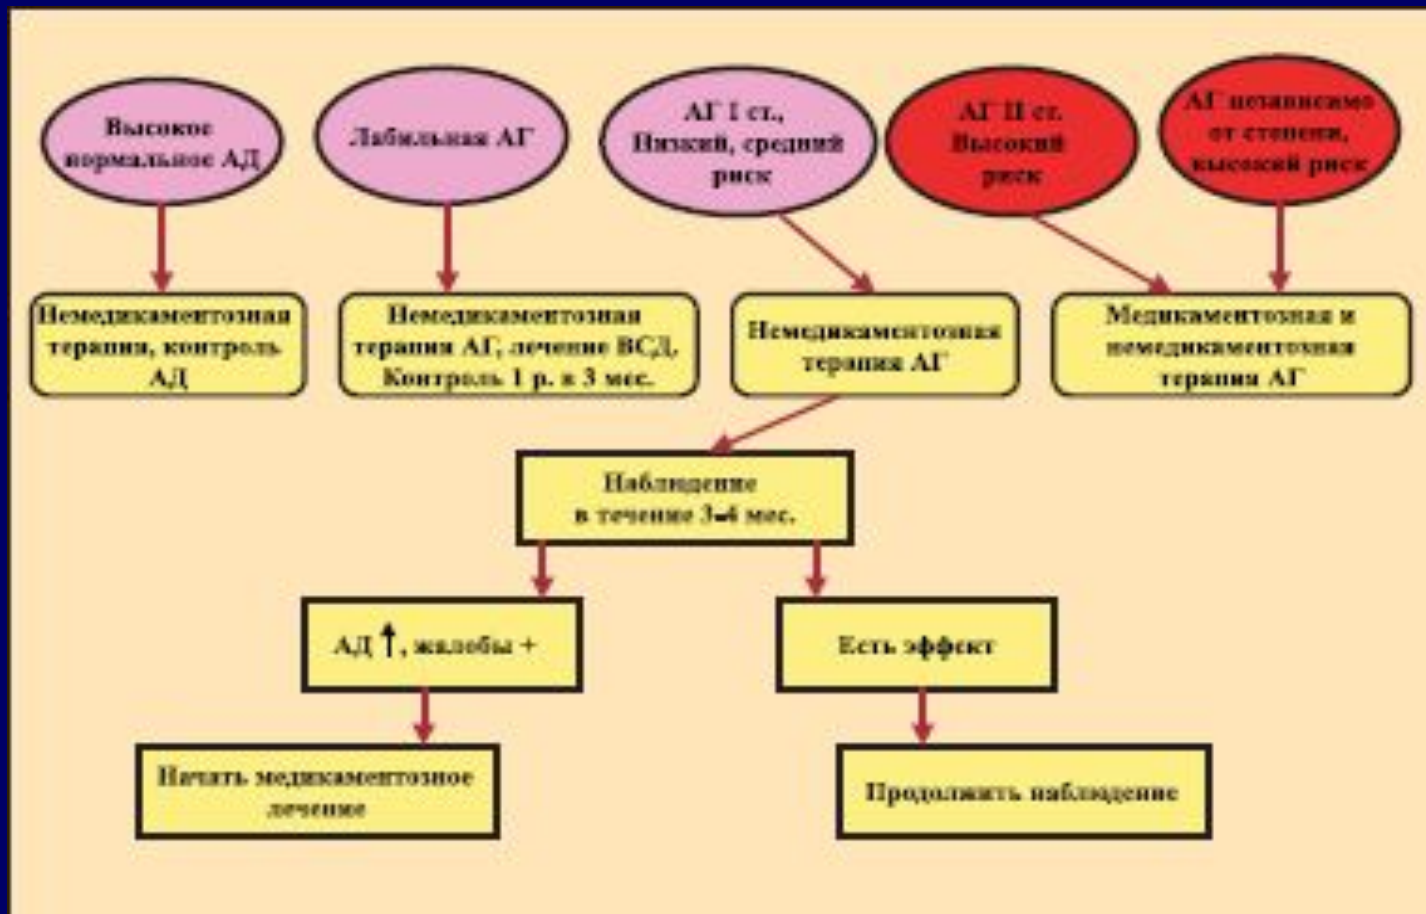 Высокое
нормальное АД
Лабильная АГ
АГ I ст.,
Низкий, средний
риск
АГ II ст.
Высокий
риск
АГ независимо
от степени,
высокий риск
Немедикаментозная
терапия, контроль
АД
Немедикаментозная
терапия АГ, лечение ВСД,
Контроль 1 р. в 3 мес.
Немедикаментозная
терапия АГ
Медикаментозная и
немедикаментозная
терапия АГ
Наблюдение
в течение 3-4 мес.
АД ↑, жалобы +
Есть эффект
Начать медикаментозное
лечение
Продолжить наблюдение